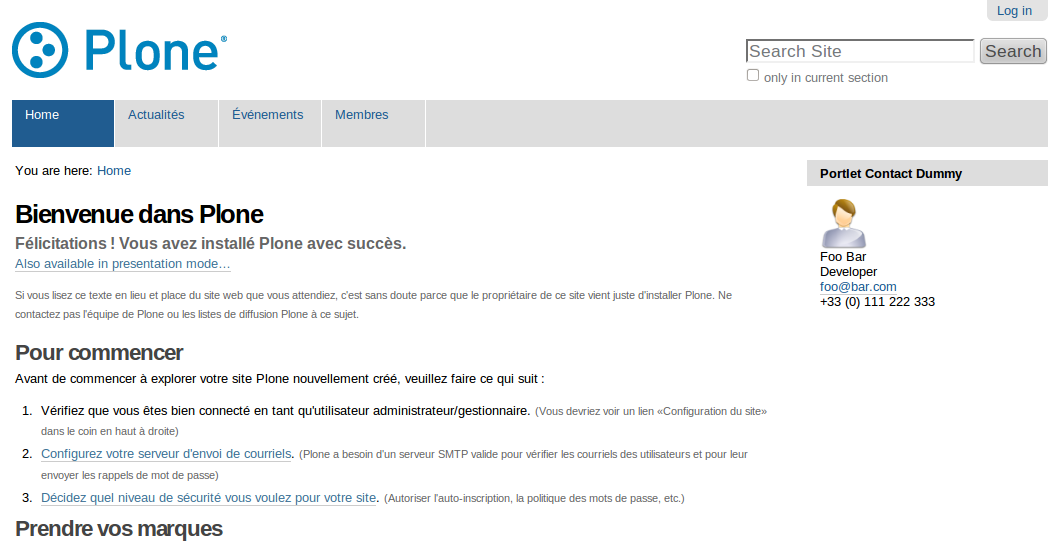 Log in
Plone®
Search Site
Search
only in current section
Home
Actualités
Événements
Membres
You are here: Home
Bienvenue dans Plone
Félicitations ! Vous avez installé Plone avec succès.
Also available in presentation mode…
Si vous lisez ce texte en lieu et place du site web que vous attendiez, c'est sans doute parce que le propriétaire de ce site vient juste d'installer Plone. Ne
contactez pas l'équipe de Plone ou les listes de diffusion Plone à ce sujet.
Pour commencer
Avant de commencer à explorer votre site Plone nouvellement créé, veuillez faire ce qui suit :
1. Vérifiez que vous êtes bien connecté en tant qu'utilisateur administrateur/gestionnaire. (Vous devriez voir un lien «Configuration du site»
dans le coin en haut à droite)
2. Configurez votre serveur d'envoi de courriels. (Plone a besoin d'un serveur SMTP valide pour vérifier les courriels des utilisateurs et pour leur
envoyer les rappels de mot de passe)
3. Décidez quel niveau de sécurité vous voulez pour votre site. (Autoriser l'auto-inscription, la politique des mots de passe, etc.)
Prendre vos marques
Portlet Contact Dummy
Foo Bar
Developer
foo@bar.com
+33 (0) 111 222 333